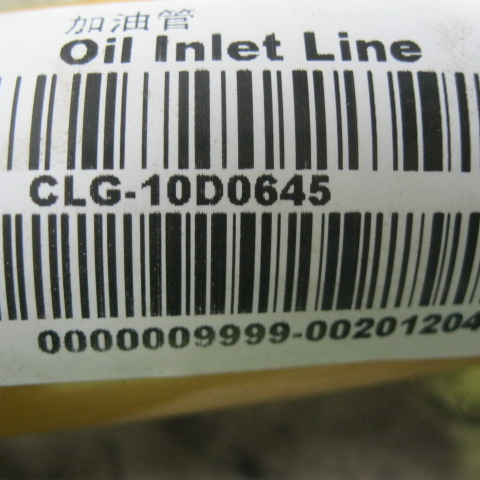 加油管
Oil Inlet Line
CLG-10D0645
0000009999-00201204